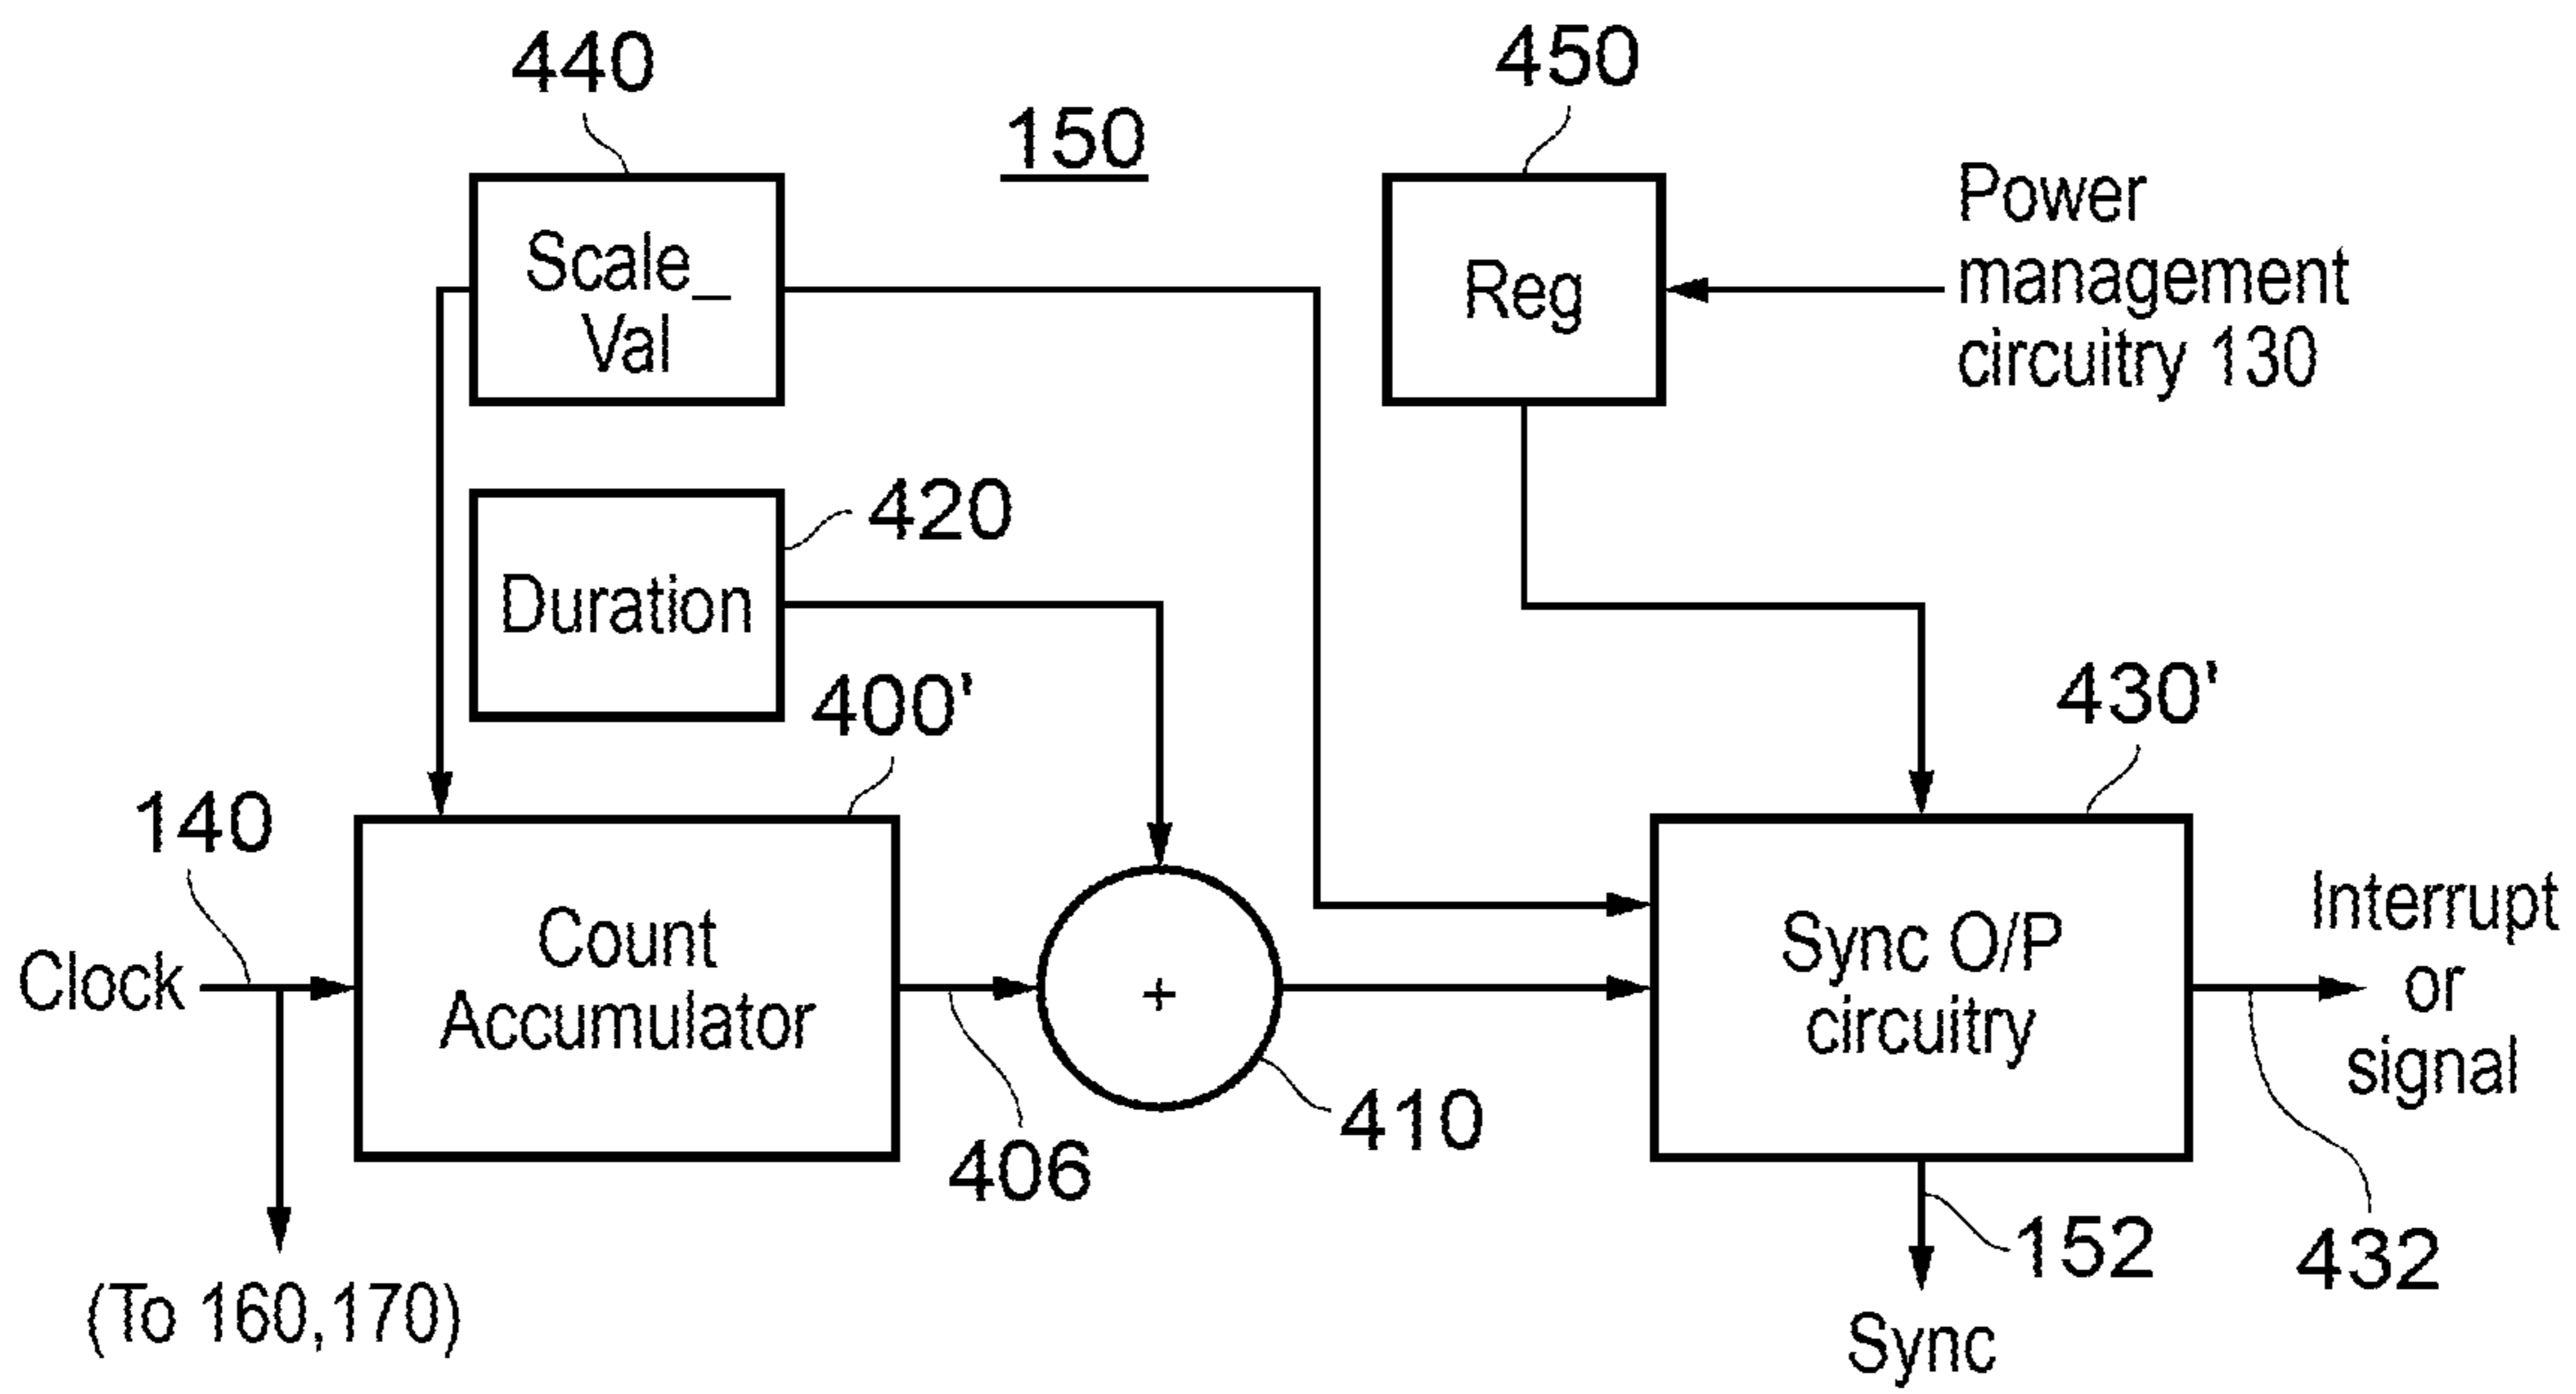 440
450
150
Scale_
Val
Reg
Power
management
circuitry 130
420
Duration
400'
430'
140
Clock
Count
Accumulator
+
Sync O/P
circuitry
Interrupt
or
signal
406
410
152
432
(To 160,170)
Sync